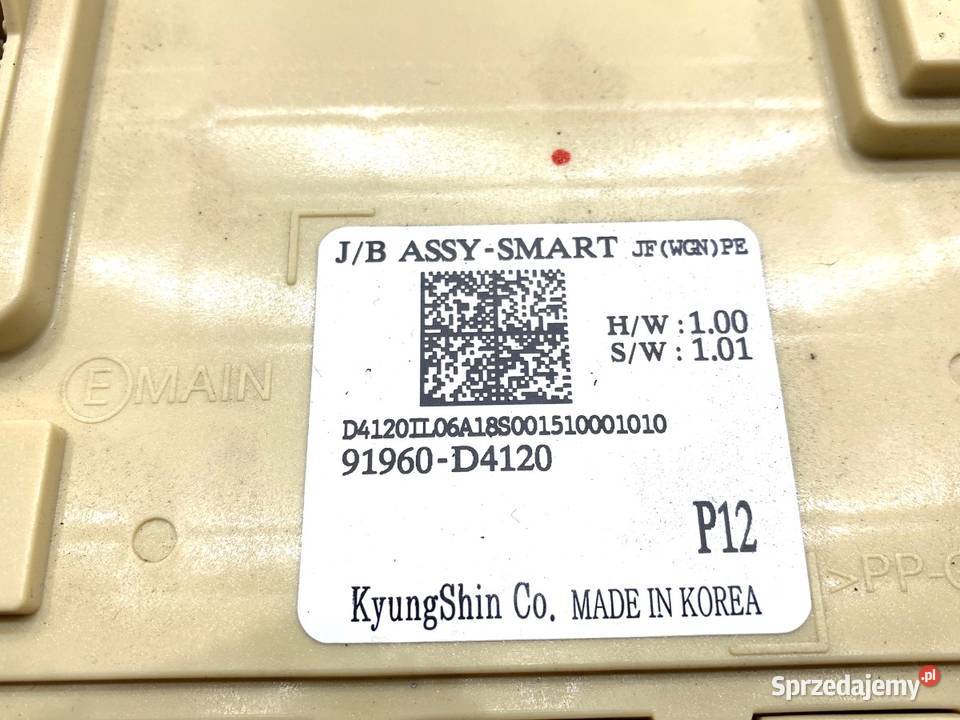 J/B ASSY-SMART JF(WGN)PE
H/W : 1.00
S/W : 1.01
E MAIN
D4120IL06A18S001510001010
91960-D4120
P12
>PP-
KyungShin Co. MADE IN KOREA
Sprzedajemy.pl